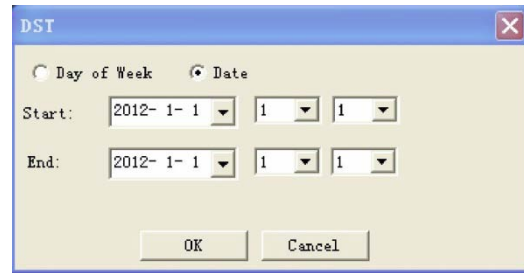 DST
Day of Week Date
Start: 2012- 1- 1 1 1
End: 2012- 1- 1 1 1
OK Cancel